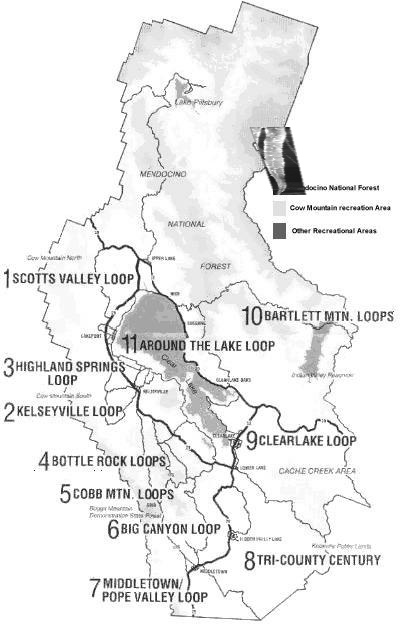 Lake Pillsbury
MENDOCINO
docino National Forest
Cow Mountain recreation Area
NATIONAL
Other Recreational Areas
FOREST
Cow Mountain North
UPPER LAKE
1 SCOTTS VALLEY LOOP
NICE
LUCERNE
10 BARTLETT MTN. LOOPS
LAKEPORT
11 AROUND THE LAKE LOOP
Clear Lake
3 HIGHLAND SPRINGS
LOOP
Indian Valley Reservoir
CLEARLAKE OAKS
Cow Mountain South
KELSEYVILLE
2 KELSEYVILLE LOOP
CLEARLAKE
9 CLEARLAKE LOOP
4 BOTTLE ROCK LOOPS
LOWER LAKE
CACHE CREEK AREA
5 COBB MTN. LOOPS
COBB
Boggs Mountain
Demonstration State Forest
6 BIG CANYON LOOP
HIDDEN VALLEY LAKE
Knoxville Public Lands
8 TRI-COUNTY CENTURY
MIDDLETOWN
7 MIDDLETOWN/
POPE VALLEY LOOP